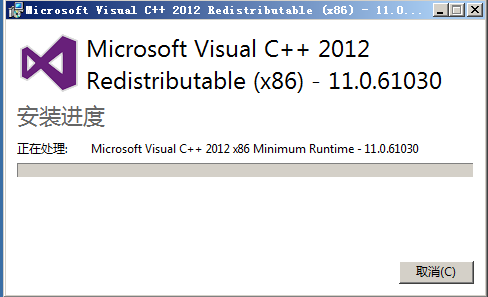 Microsoft Visual C++ 2012 Redistributable (x86) - 11.0...
Microsoft Visual C++ 2012
Redistributable (x86) - 11.0.61030
安装进度
正在处理: Microsoft Visual C++ 2012 x86 Minimum Runtime - 11.0.61030
取消(C)